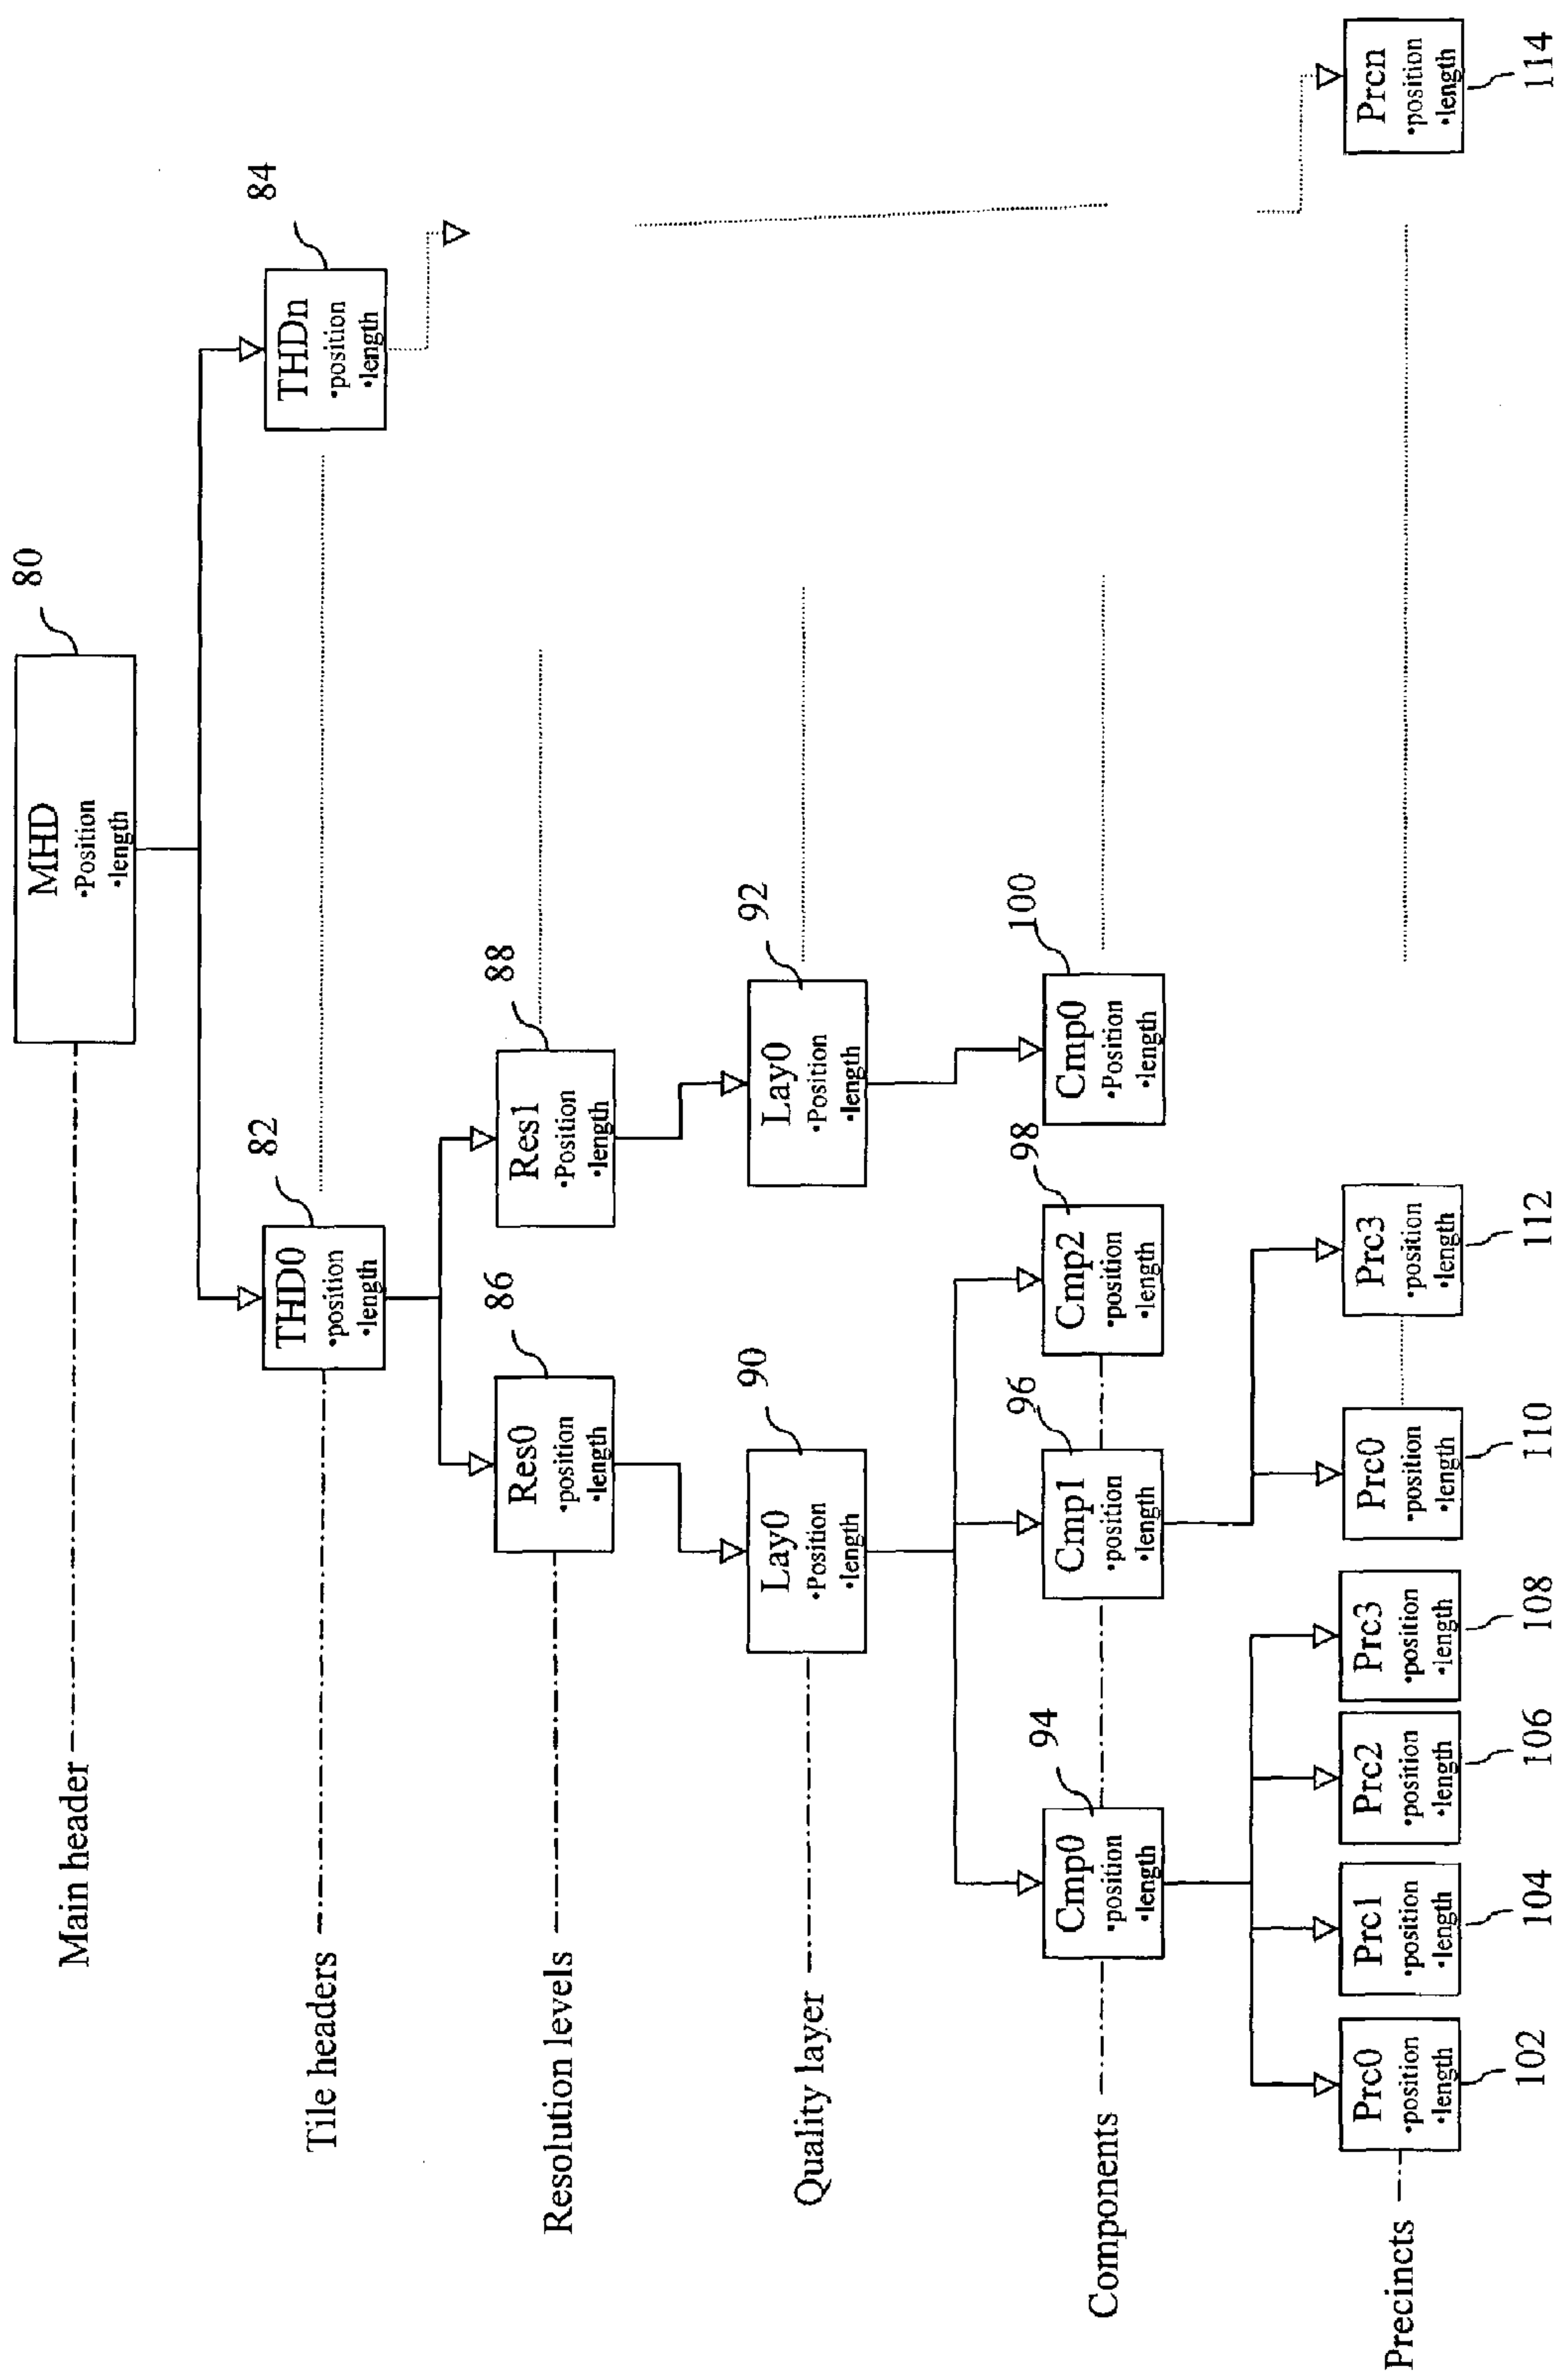 80
MHD
•Position
•length
Main header
82
84
THD0
•position
•length
THDn
•position
•length
Tile headers
86
88
Res0
•position
•length
Res1
•Position
•length
Resolution levels
90
92
Lay0
•Position
•length
Lay0
•Position
•length
Quality layer
94
96
98
100
Cmp0
•position
•length
Cmp1
•position
•length
Cmp2
•position
•length
Cmp0
•Position
•length
Components
Prc0
•position
•length
Prc1
•position
•length
Prc2
•position
•length
Prc3
•position
•length
Prc0
•position
•length
Prc3
•position
•length
Prcn
•position
•length
Precincts
102
104
106
108
110
112
114